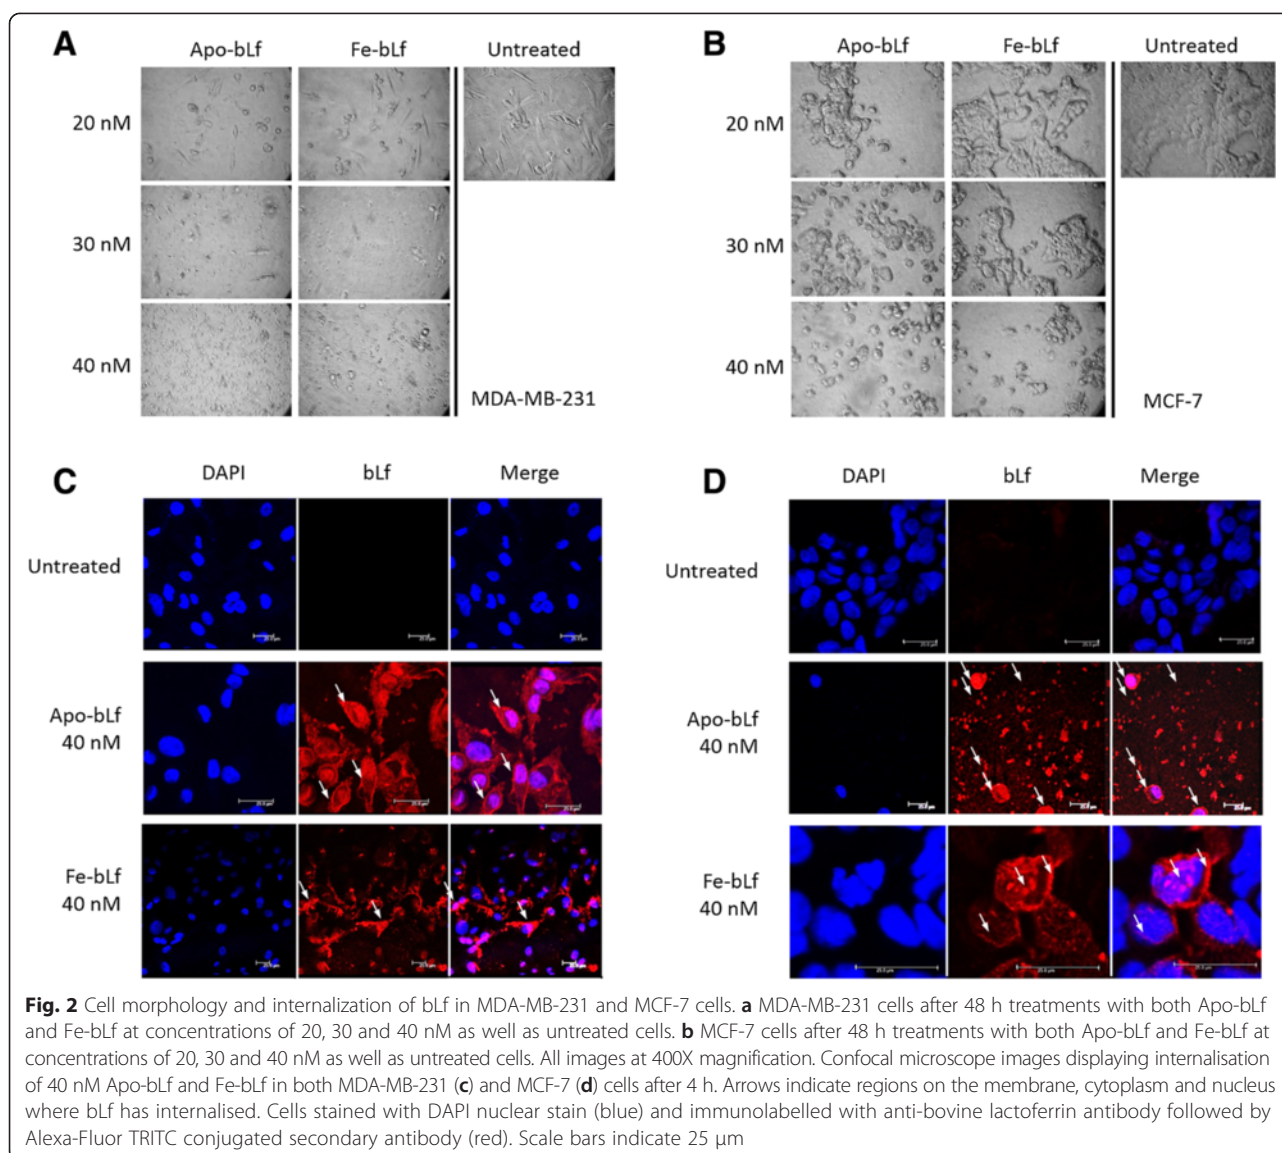 A
Apo-bLf Fe-bLf Untreated
20 nM
30 nM
40 nM
MDA-MB-231
B
Apo-bLf Fe-bLf Untreated
20 nM
30 nM
40 nM
MCF-7
C
DAPI bLf Merge
Untreated
Apo-bLf
40 nM
Fe-bLf
40 nM
D
DAPI bLf Merge
Untreated
Apo-bLf
40 nM
Fe-bLf
40 nM
Fig. 2 Cell morphology and internalization of bLf in MDA-MB-231 and MCF-7 cells. a MDA-MB-231 cells after 48 h treatments with both Apo-bLf
and Fe-bLf at concentrations of 20, 30 and 40 nM as well as untreated cells. b MCF-7 cells after 48 h treatments with both Apo-bLf and Fe-bLf at
concentrations of 20, 30 and 40 nM as well as untreated cells. All images at 400X magnification. Confocal microscope images displaying internalisation
of 40 nM Apo-bLf and Fe-bLf in both MDA-MB-231 (c) and MCF-7 (d) cells after 4 h. Arrows indicate regions on the membrane, cytoplasm and nucleus
where bLf has internalised. Cells stained with DAPI nuclear stain (blue) and immunolabelled with anti-bovine lactoferrin antibody followed by
Alexa-Fluor TRITC conjugated secondary antibody (red). Scale bars indicate 25 μm